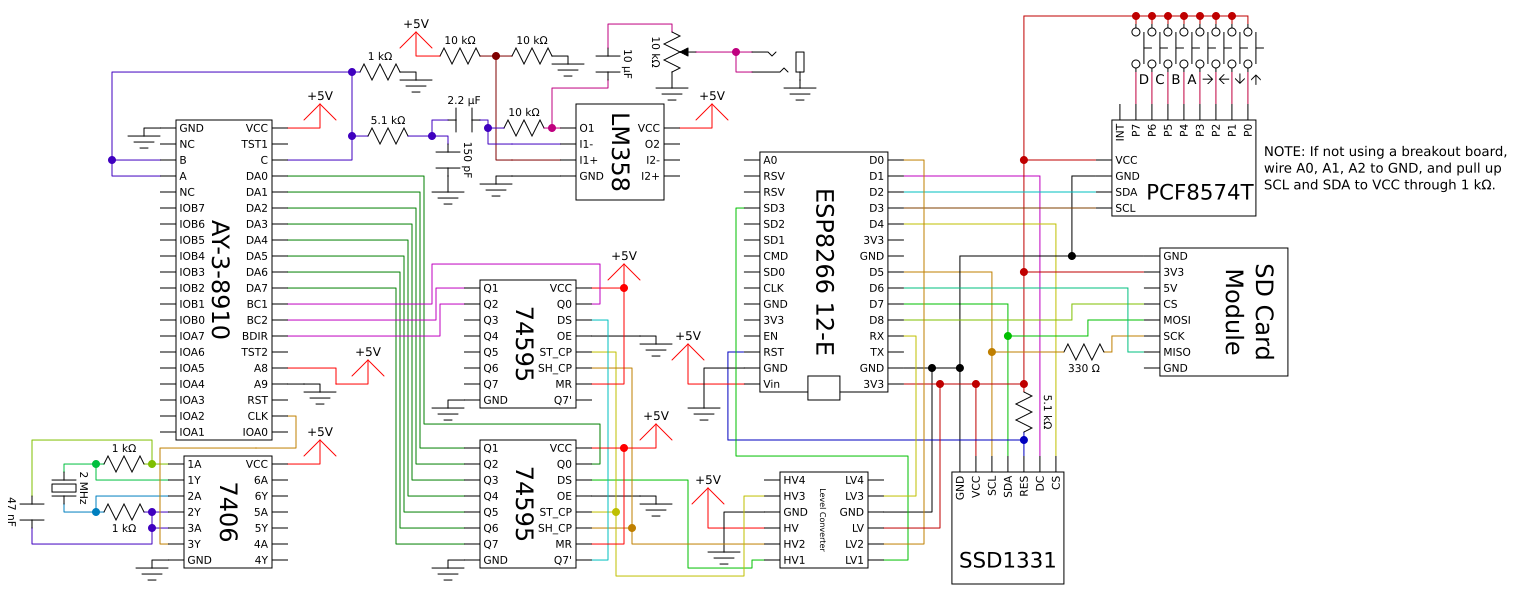 +5V
10 kΩ
10 kΩ
1 kΩ
10 µF
10 kΩ
+5V
5.1 kΩ
2.2 µF
150 pF
10 kΩ
+5V
LM358
O1
I1-
I1+
GND
VCC
O2
I2-
I2+
AY-3-8910
GND
NC
B
A
NC
IOB7
IOB6
IOB5
IOB4
IOB3
IOB2
IOB1
IOB0
IOA7
IOA6
IOA5
IOA4
IOA3
IOA2
IOA1
VCC
TST1
C
DA0
DA1
DA2
DA3
DA4
DA5
DA6
DA7
BC1
BC2
BDIR
TST2
A8
A9
RST
CLK
IOA0
+5V
+5V
1 kΩ
2 MHz
1 kΩ
47 nF
7406
1A
1Y
2A
2Y
3A
3Y
GND
VCC
6A
6Y
5A
5Y
4A
4Y
+5V
74595
Q1
Q2
Q3
Q4
Q5
Q6
Q7
GND
VCC
Q0
DS
OE
ST_CP
SH_CP
MR
Q7'
+5V
74595
Q1
Q2
Q3
Q4
Q5
Q6
Q7
GND
VCC
Q0
DS
OE
ST_CP
SH_CP
MR
Q7'
+5V
ESP8266 12-E
A0
RSV
RSV
SD3
SD2
SD1
CMD
SD0
CLK
GND
3V3
EN
RST
GND
Vin
D0
D1
D2
D3
D4
3V3
GND
D5
D6
D7
D8
RX
TX
GND
3V3
+5V
Level Converter
HV4
HV3
GND
HV
HV2
HV1
LV4
LV3
GND
LV
LV2
LV1
D C B A → ← ↓ ↑
INT
P7
P6
P5
P4
P3
P2
P1
P0
VCC
GND
SDA
SCL
PCF8574T
NOTE: If not using a breakout board,
wire A0, A1, A2 to GND, and pull up
SCL and SDA to VCC through 1 kΩ.
GND
3V3
5V
CS
MOSI
SCK
MISO
GND
SD Card
Module
330 Ω
5.1 kΩ
GND
VCC
SCL
SDA
RES
DC
CS
SSD1331